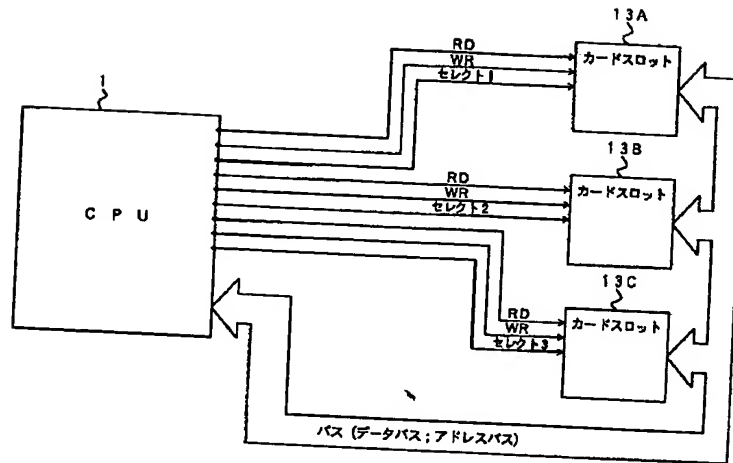 13A
RD
WR
セレクト1
カードスロット
1
CPU
13B
RD
WR
セレクト2
カードスロット
13C
RD
WR
セレクト3
カードスロット
バス (データバス;アドレスバス)